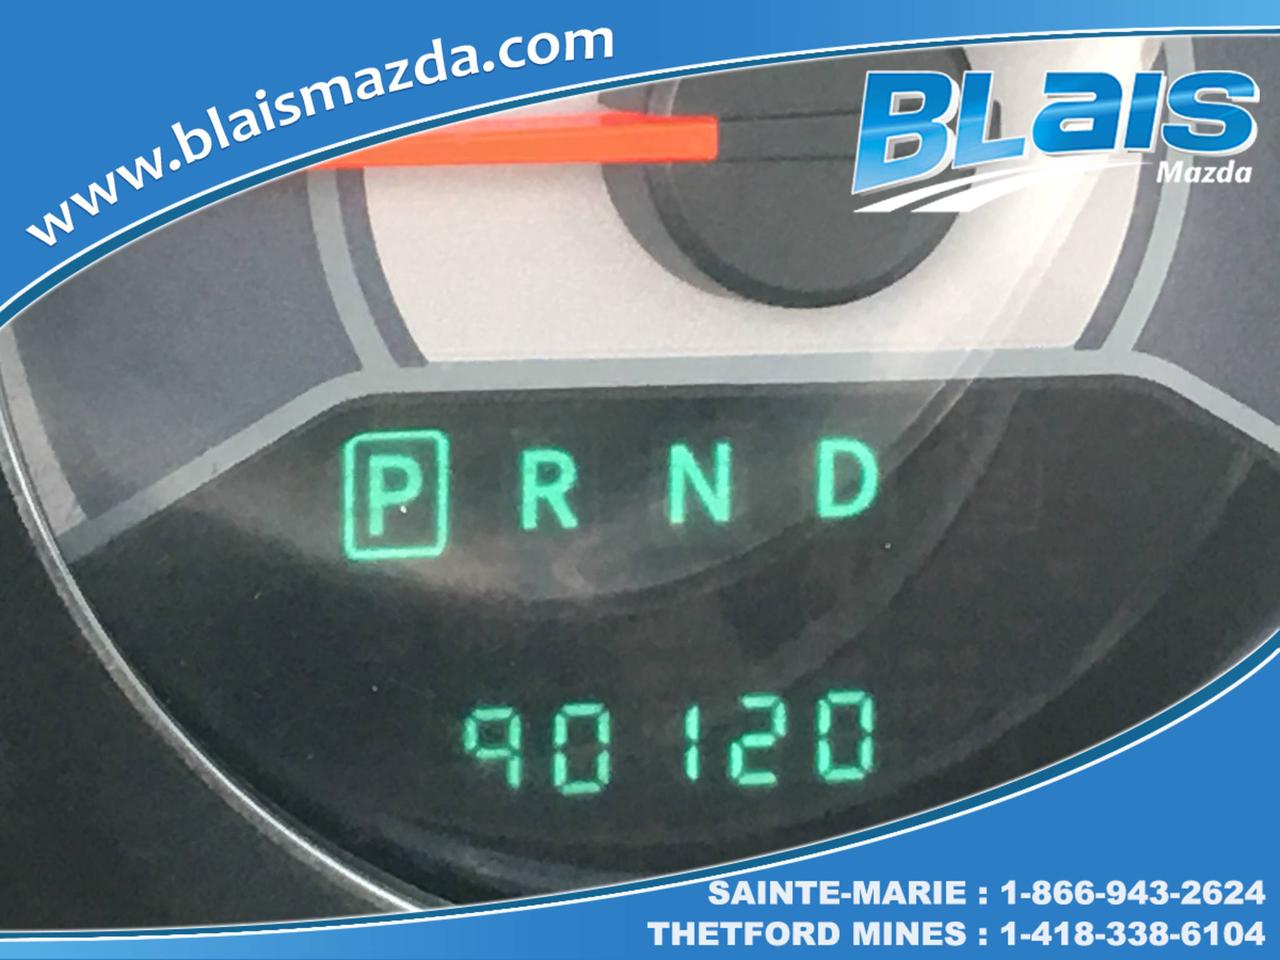 www.blaismazda.com
BLaIS
Mazda
P R N D
90120
SAINTE-MARIE : 1-866-943-2624
THETFORD MINES : 1-418-338-6104